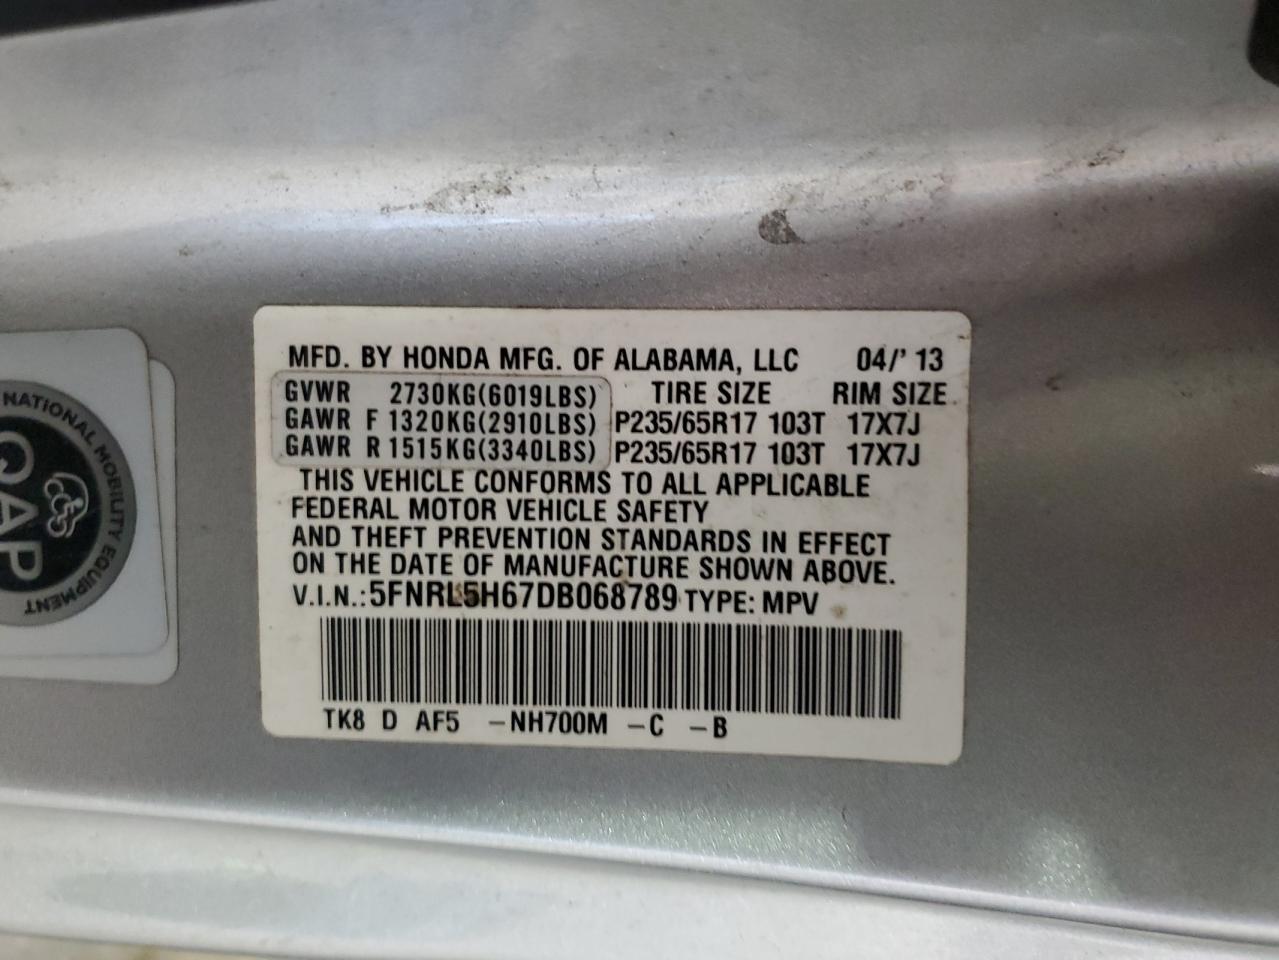 MFD. BY HONDA MFG. OF ALABAMA, LLC 04/' 13
GVWR 2730KG(6019LBS) TIRE SIZE RIM SIZE
GAWR F 1320KG(2910LBS) P235/65R17 103T 17X7J
GAWR R 1515KG(3340LBS) P235/65R17 103T 17X7J
THIS VEHICLE CONFORMS TO ALL APPLICABLE
FEDERAL MOTOR VEHICLE SAFETY
AND THEFT PREVENTION STANDARDS IN EFFECT
ON THE DATE OF MANUFACTURE SHOWN ABOVE.
V.I.N.:5FNRL5H67DB068789 TYPE: MPV
TK8 D AF5 -NH700M -C -B
NATIONAL MOBILITY EQUIPMENT
QAP